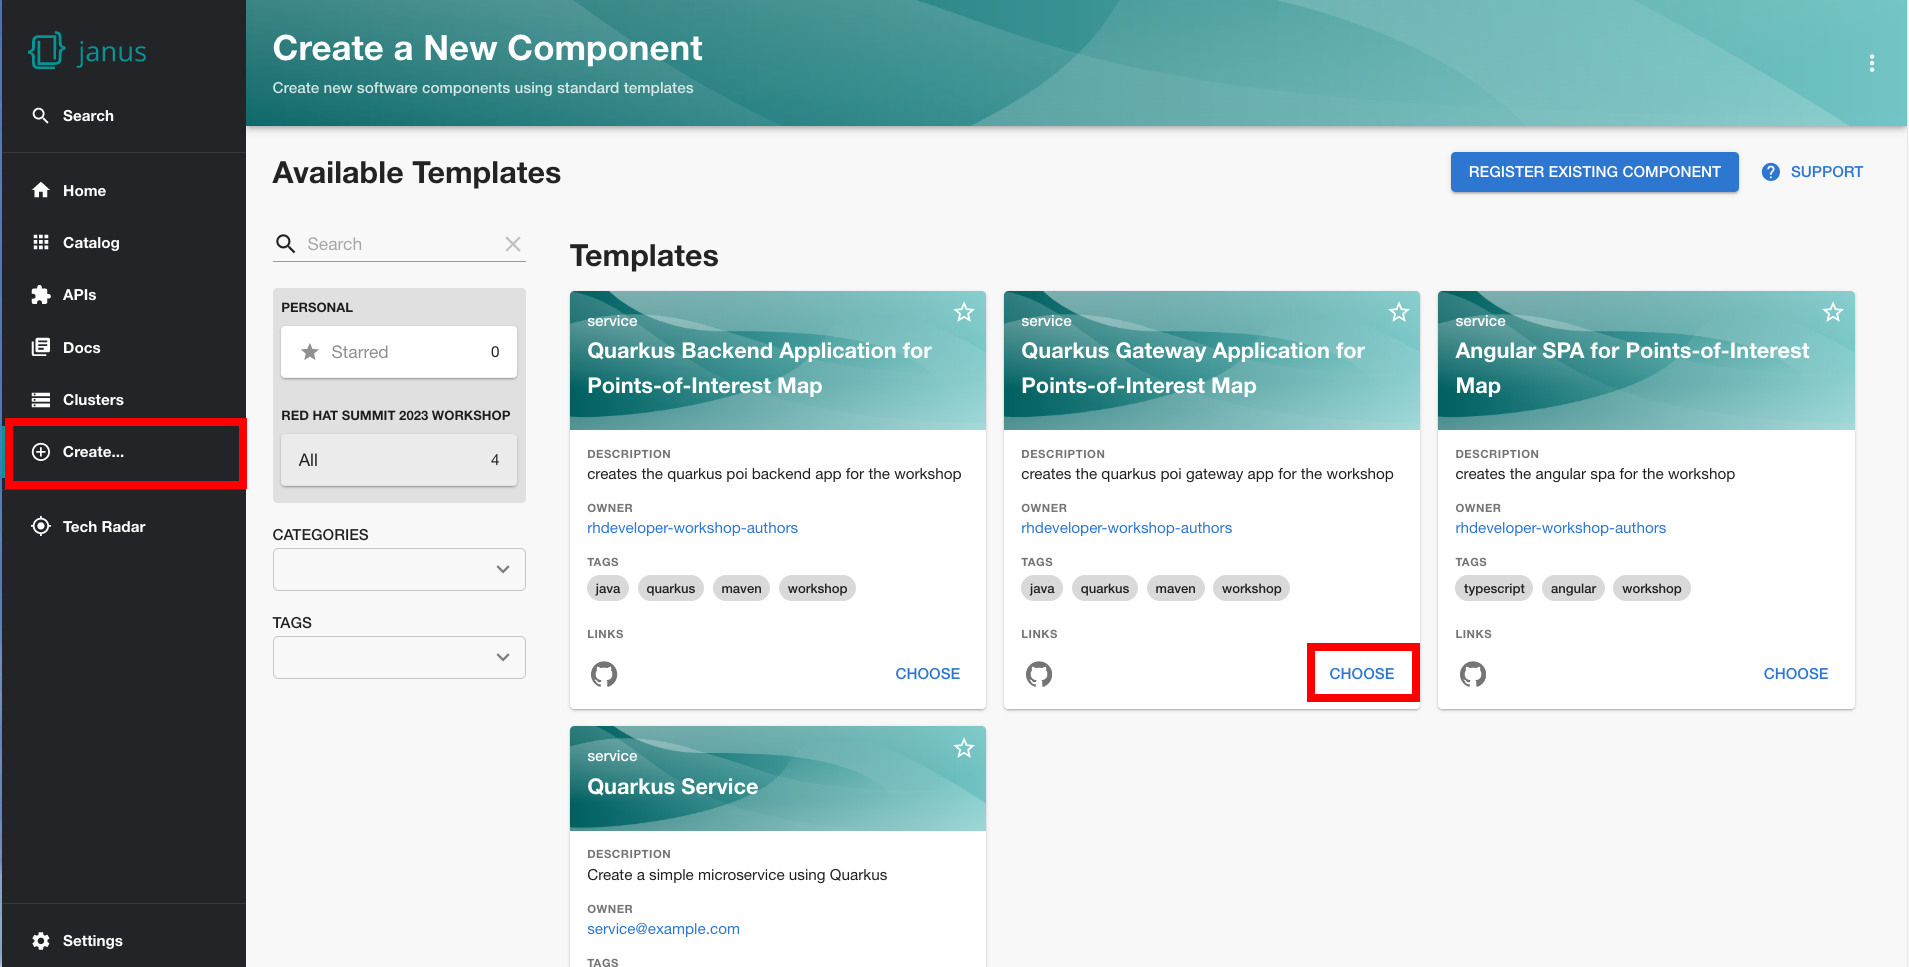 janus
Search
Home
Catalog
APIs
Docs
Clusters
Create...
Tech Radar
Settings
Create a New Component
Create new software components using standard templates
Available Templates
REGISTER EXISTING COMPONENT
? SUPPORT
Search
PERSONAL
Starred 0
RED HAT SUMMIT 2023 WORKSHOP
All 4
CATEGORIES
TAGS
Templates
service
Quarkus Backend Application for
Points-of-Interest Map
DESCRIPTION
creates the quarkus poi backend app for the workshop
OWNER
rhdeveloper-workshop-authors
TAGS
java quarkus maven workshop
LINKS
CHOOSE
service
Quarkus Gateway Application for
Points-of-Interest Map
DESCRIPTION
creates the quarkus poi gateway app for the workshop
OWNER
rhdeveloper-workshop-authors
TAGS
java quarkus maven workshop
LINKS
CHOOSE
service
Angular SPA for Points-of-Interest
Map
DESCRIPTION
creates the angular spa for the workshop
OWNER
rhdeveloper-workshop-authors
TAGS
typescript angular workshop
LINKS
CHOOSE
service
Quarkus Service
DESCRIPTION
Create a simple microservice using Quarkus
OWNER
service@example.com
TAGS